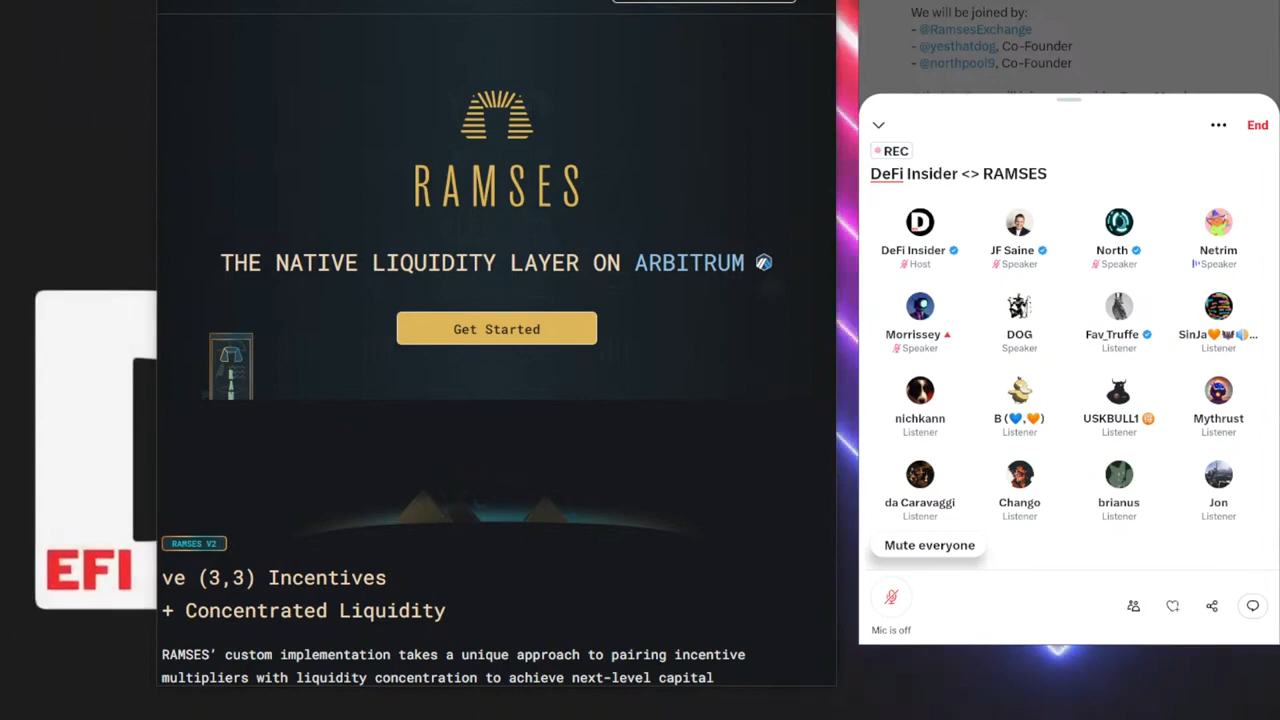 EFI
RAMSES
THE NATIVE LIQUIDITY LAYER ON ARBITRUM
Get Started
RAMSES V2
ve (3,3) Incentives
+ Concentrated Liquidity
RAMSES' custom implementation takes a unique approach to pairing incentive
multipliers with liquidity concentration to achieve next-level capital
We will be joined by:
- @RamsesExchange
- @yesthatdog, Co-Founder
- @northpool9, Co-Founder
End
REC
DeFi Insider <> RAMSES
DeFi Insider
Host
JF Saine
Speaker
North
Speaker
Netrim
Speaker
Morrissey
Speaker
DOG
Speaker
Fav_Truffe
Listener
SinJa🧡🦇🔊...
Listener
nichkann
Listener
B (💙,🧡)
Listener
USKBULL1
Listener
Mythrust
Listener
da Caravaggi
Listener
Chango
Listener
brianus
Listener
Jon
Listener
Mute everyone
Mic is off